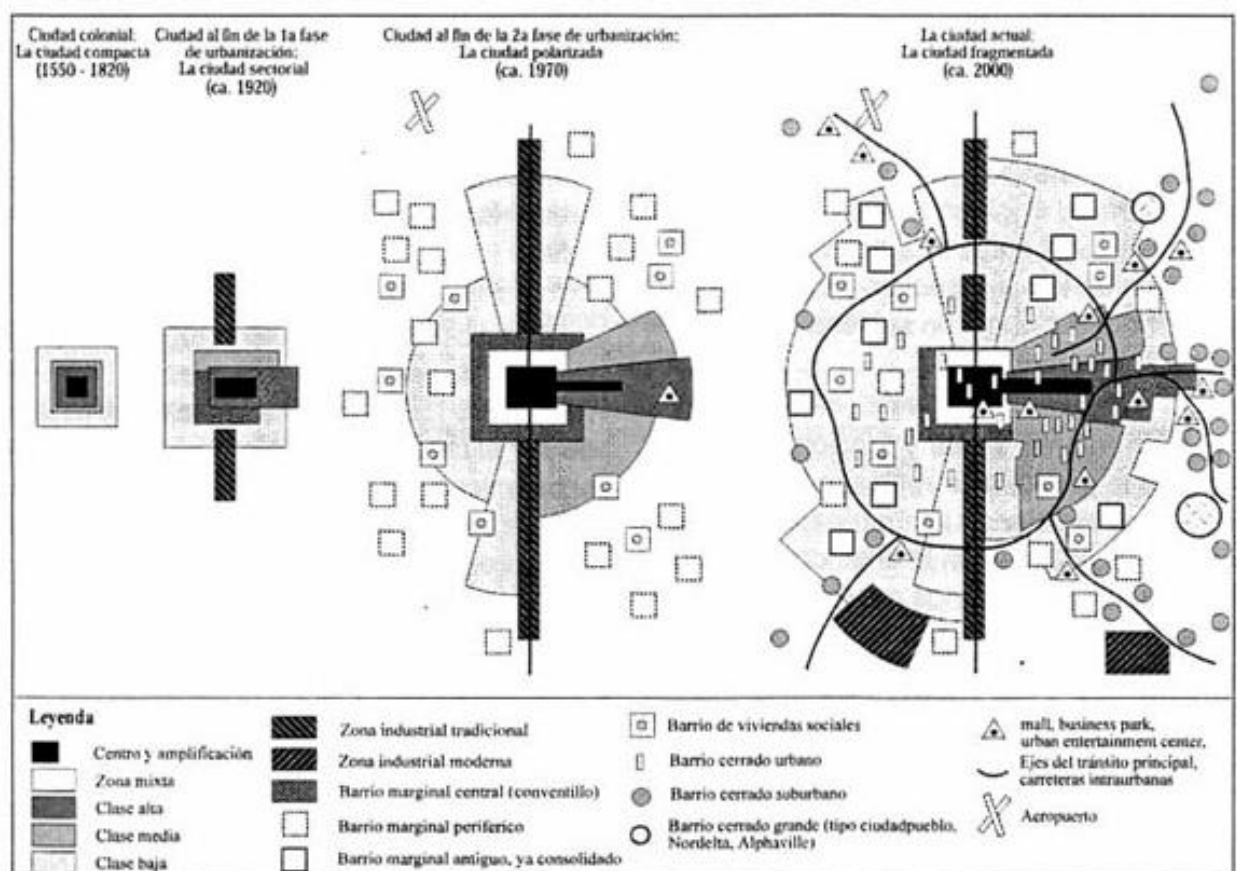 Ciudad colonial:
La ciudad compacta
(1550 - 1820)
Ciudad al fin de la 1a fase
de urbanización:
La ciudad sectorial
(ca. 1920)
Ciudad al fin de la 2a fase de urbanización:
La ciudad polarizada
(ca. 1970)
La ciudad actual:
La ciudad fragmentada
(ca. 2000)
Leyenda
Centro y amplificación
Zona mixta
Clase alta
Clase media
Clase baja
Zona industrial tradicional
Zona industrial moderna
Barrio marginal central (conventillo)
Barrio marginal periferico
Barrio marginal antiguo, ya consolidado
Barrio de viviendas sociales
Barrio cerrado urbano
Barrio cerrado suburbano
Barrio cerrado grande (tipo ciudadpueblo,
Nordelta, Alphaville)
mall, business park,
urban entertainment center,
Ejes del tránsito principal,
carreteras intraurbanas
Aeropuerto